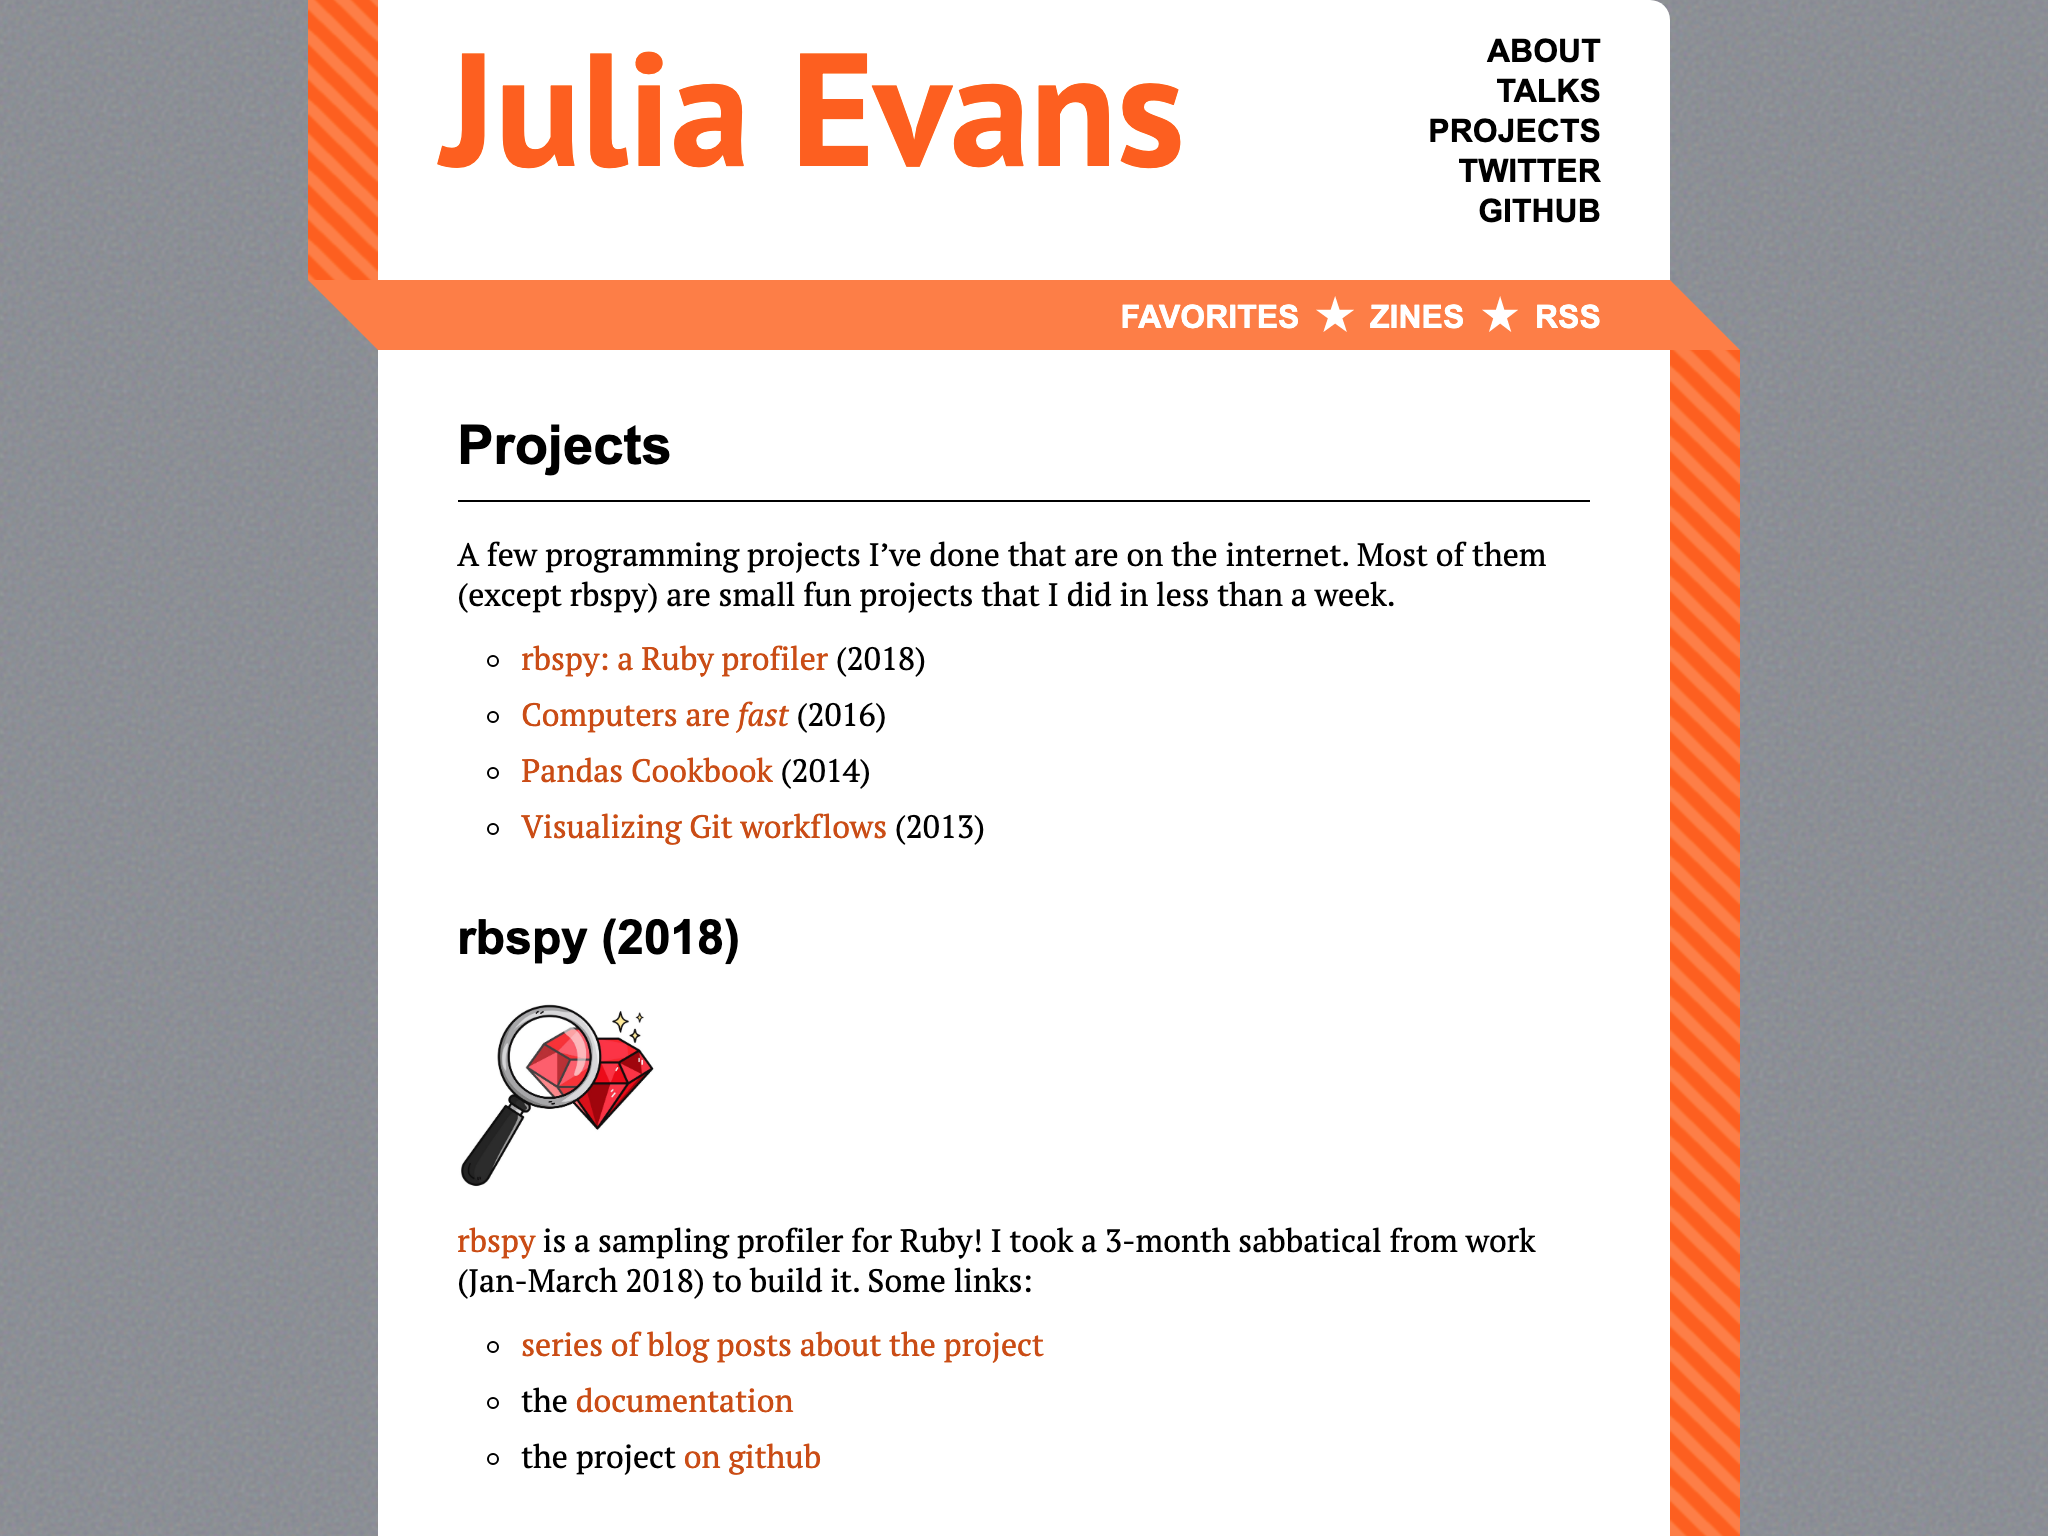 Julia Evans
ABOUT
TALKS
PROJECTS
TWITTER
GITHUB
FAVORITES ★ ZINES ★ RSS
Projects
A few programming projects I’ve done that are on the internet. Most of them
(except rbspy) are small fun projects that I did in less than a week.
rbspy: a Ruby profiler (2018)
Computers are fast (2016)
Pandas Cookbook (2014)
Visualizing Git workflows (2013)
rbspy (2018)
rbspy is a sampling profiler for Ruby! I took a 3-month sabbatical from work
(Jan-March 2018) to build it. Some links:
series of blog posts about the project
the documentation
the project on github